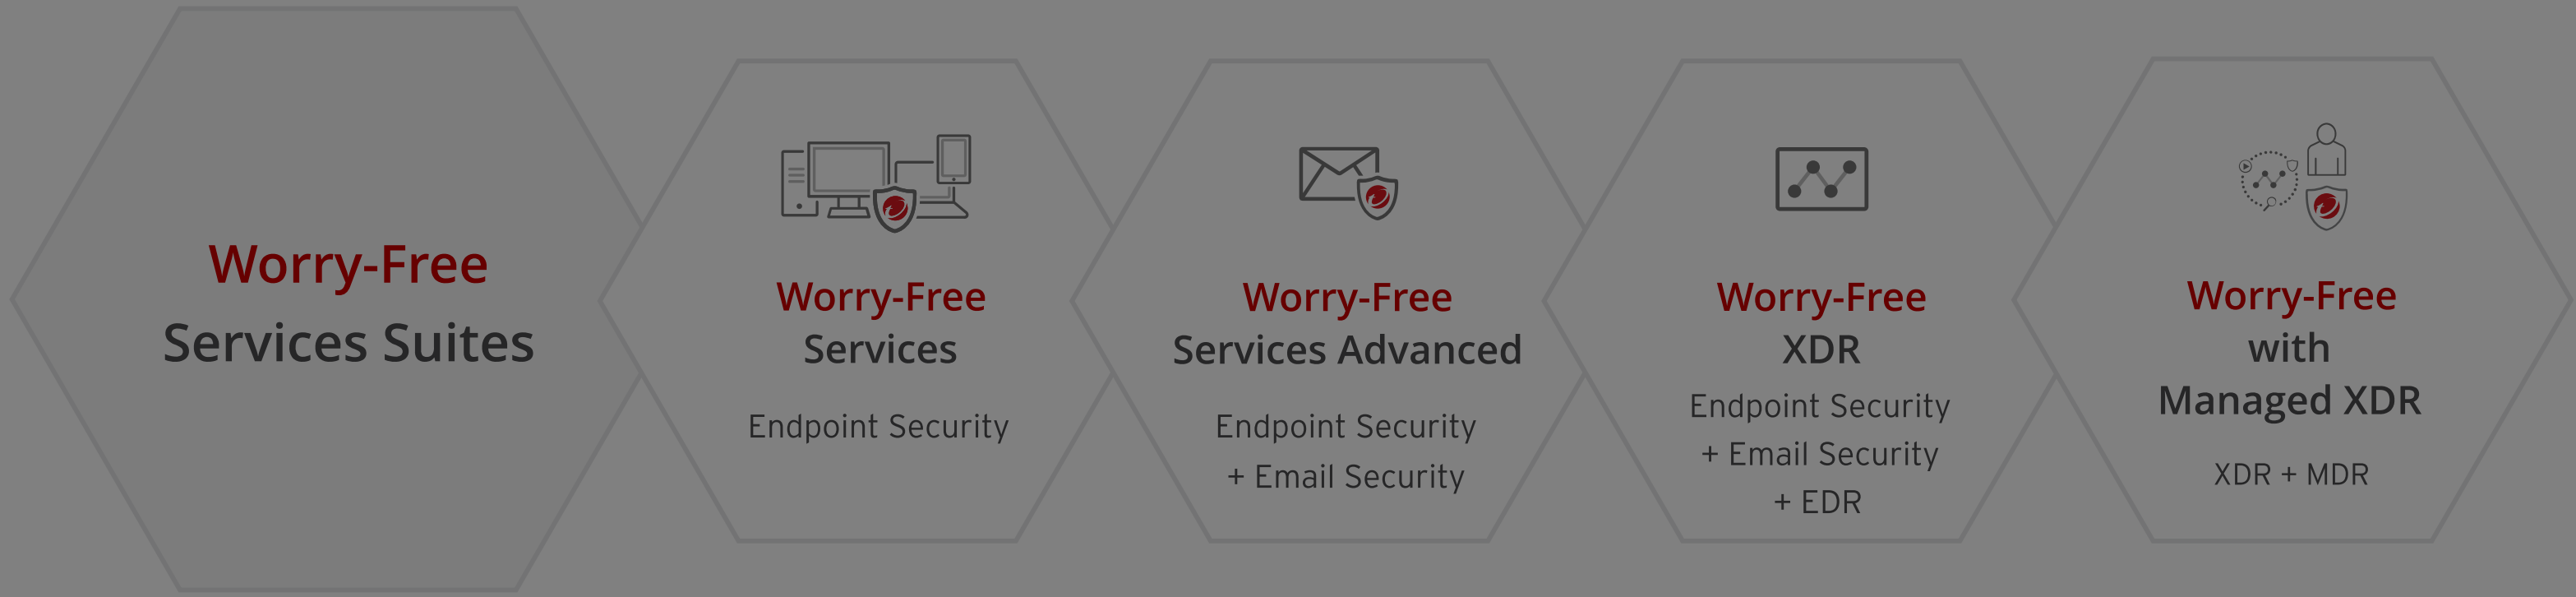 Worry-Free
Services Suites
Worry-Free
Services
Endpoint Security
Worry-Free
Services Advanced
Endpoint Security
+ Email Security
Worry-Free
XDR
Endpoint Security
+ Email Security
+ EDR
Worry-Free
with
Managed XDR
XDR + MDR